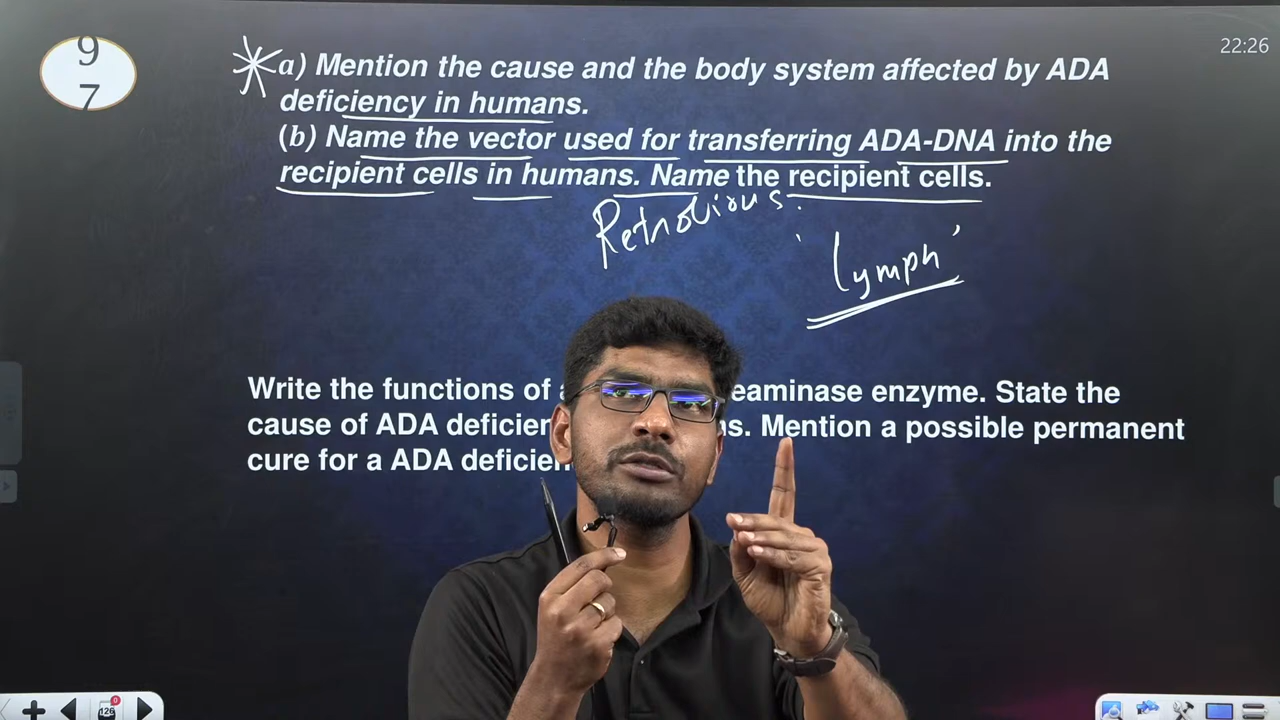 9
7
22:26
a) Mention the cause and the body system affected by ADA
deficiency in humans.
(b) Name the vector used for transferring ADA-DNA into the
recipient cells in humans. Name the recipient cells.
Retrovirus.
'Lymph'
Write the functions of a eaminase enzyme. State the
cause of ADA deficien s. Mention a possible permanent
cure for a ADA deficien
126
0